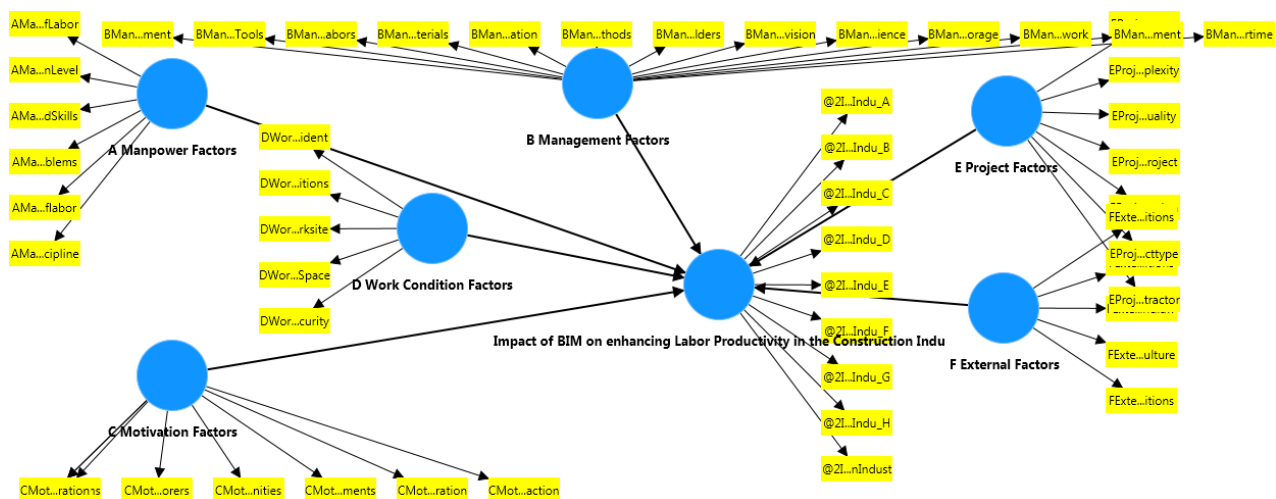 AMa...fLabor
AMa...nLevel
AMa...dSkills
AMa...blems
AMa...flabor
AMa...cipline
A Manpower Factors
BMan...ment
BMan...Tools
BMan...abors
BMan...terials
BMan...ation
BMan...thods
BMan...lders
BMan...vision
BMan...ience
BMan...orage
BMan...work
BMan...ment
BMan...rtime
B Management Factors
DWor...ident
DWor...itions
DWor...rksite
DWor...Space
DWor...curity
D Work Condition Factors
@2I...Indu_A
@2I...Indu_B
@2I...Indu_C
@2I...Indu_D
@2I...Indu_E
@2I...Indu_F
@2I...Indu_G
@2I...Indu_H
@2I...nIndust
Impact of BIM on enhancing Labor Productivity in the Construction Indu
EProj...plexity
EProj...uality
EProj...roject
EProj...cttype
EProj...tractor
E Project Factors
FExte...itions
FExte...ulture
FExte...itions
F External Factors
C Motivation Factors
CMot...orers
CMot...nities
CMot...ments
CMot...ration
CMot...action